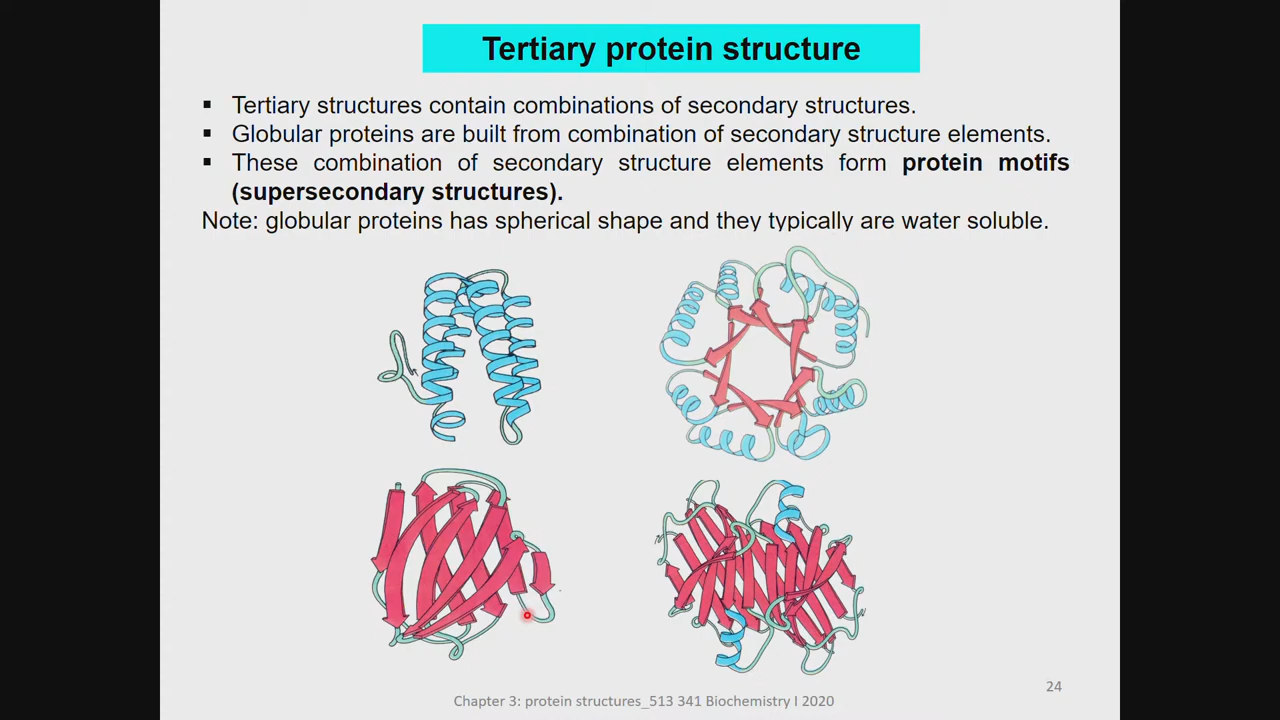 Tertiary protein structure
▪ Tertiary structures contain combinations of secondary structures.
▪ Globular proteins are built from combination of secondary structure elements.
▪ These combination of secondary structure elements form protein motifs
(supersecondary structures).
Note: globular proteins has spherical shape and they typically are water soluble.
24
Chapter 3: protein structures_513 341 Biochemistry I 2020